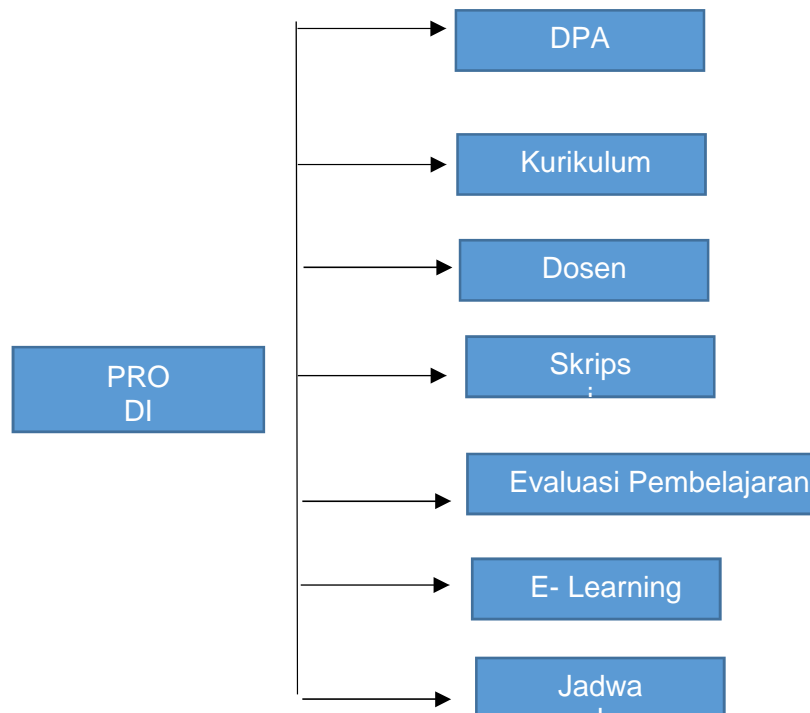 DPA
Kurikulum
Dosen
PRO
DI
Skrips
i
Evaluasi Pembelajaran
E- Learning
Jadwa
l